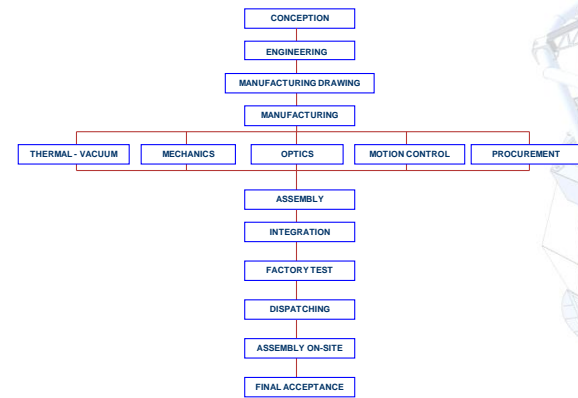 CONCEPTION
ENGINEERING
MANUFACTURING DRAWING
MANUFACTURING
THERMAL - VACUUM
MECHANICS
OPTICS
MOTION CONTROL
PROCUREMENT
ASSEMBLY
INTEGRATION
FACTORY TEST
DISPATCHING
ASSEMBLY ON-SITE
FINAL ACCEPTANCE